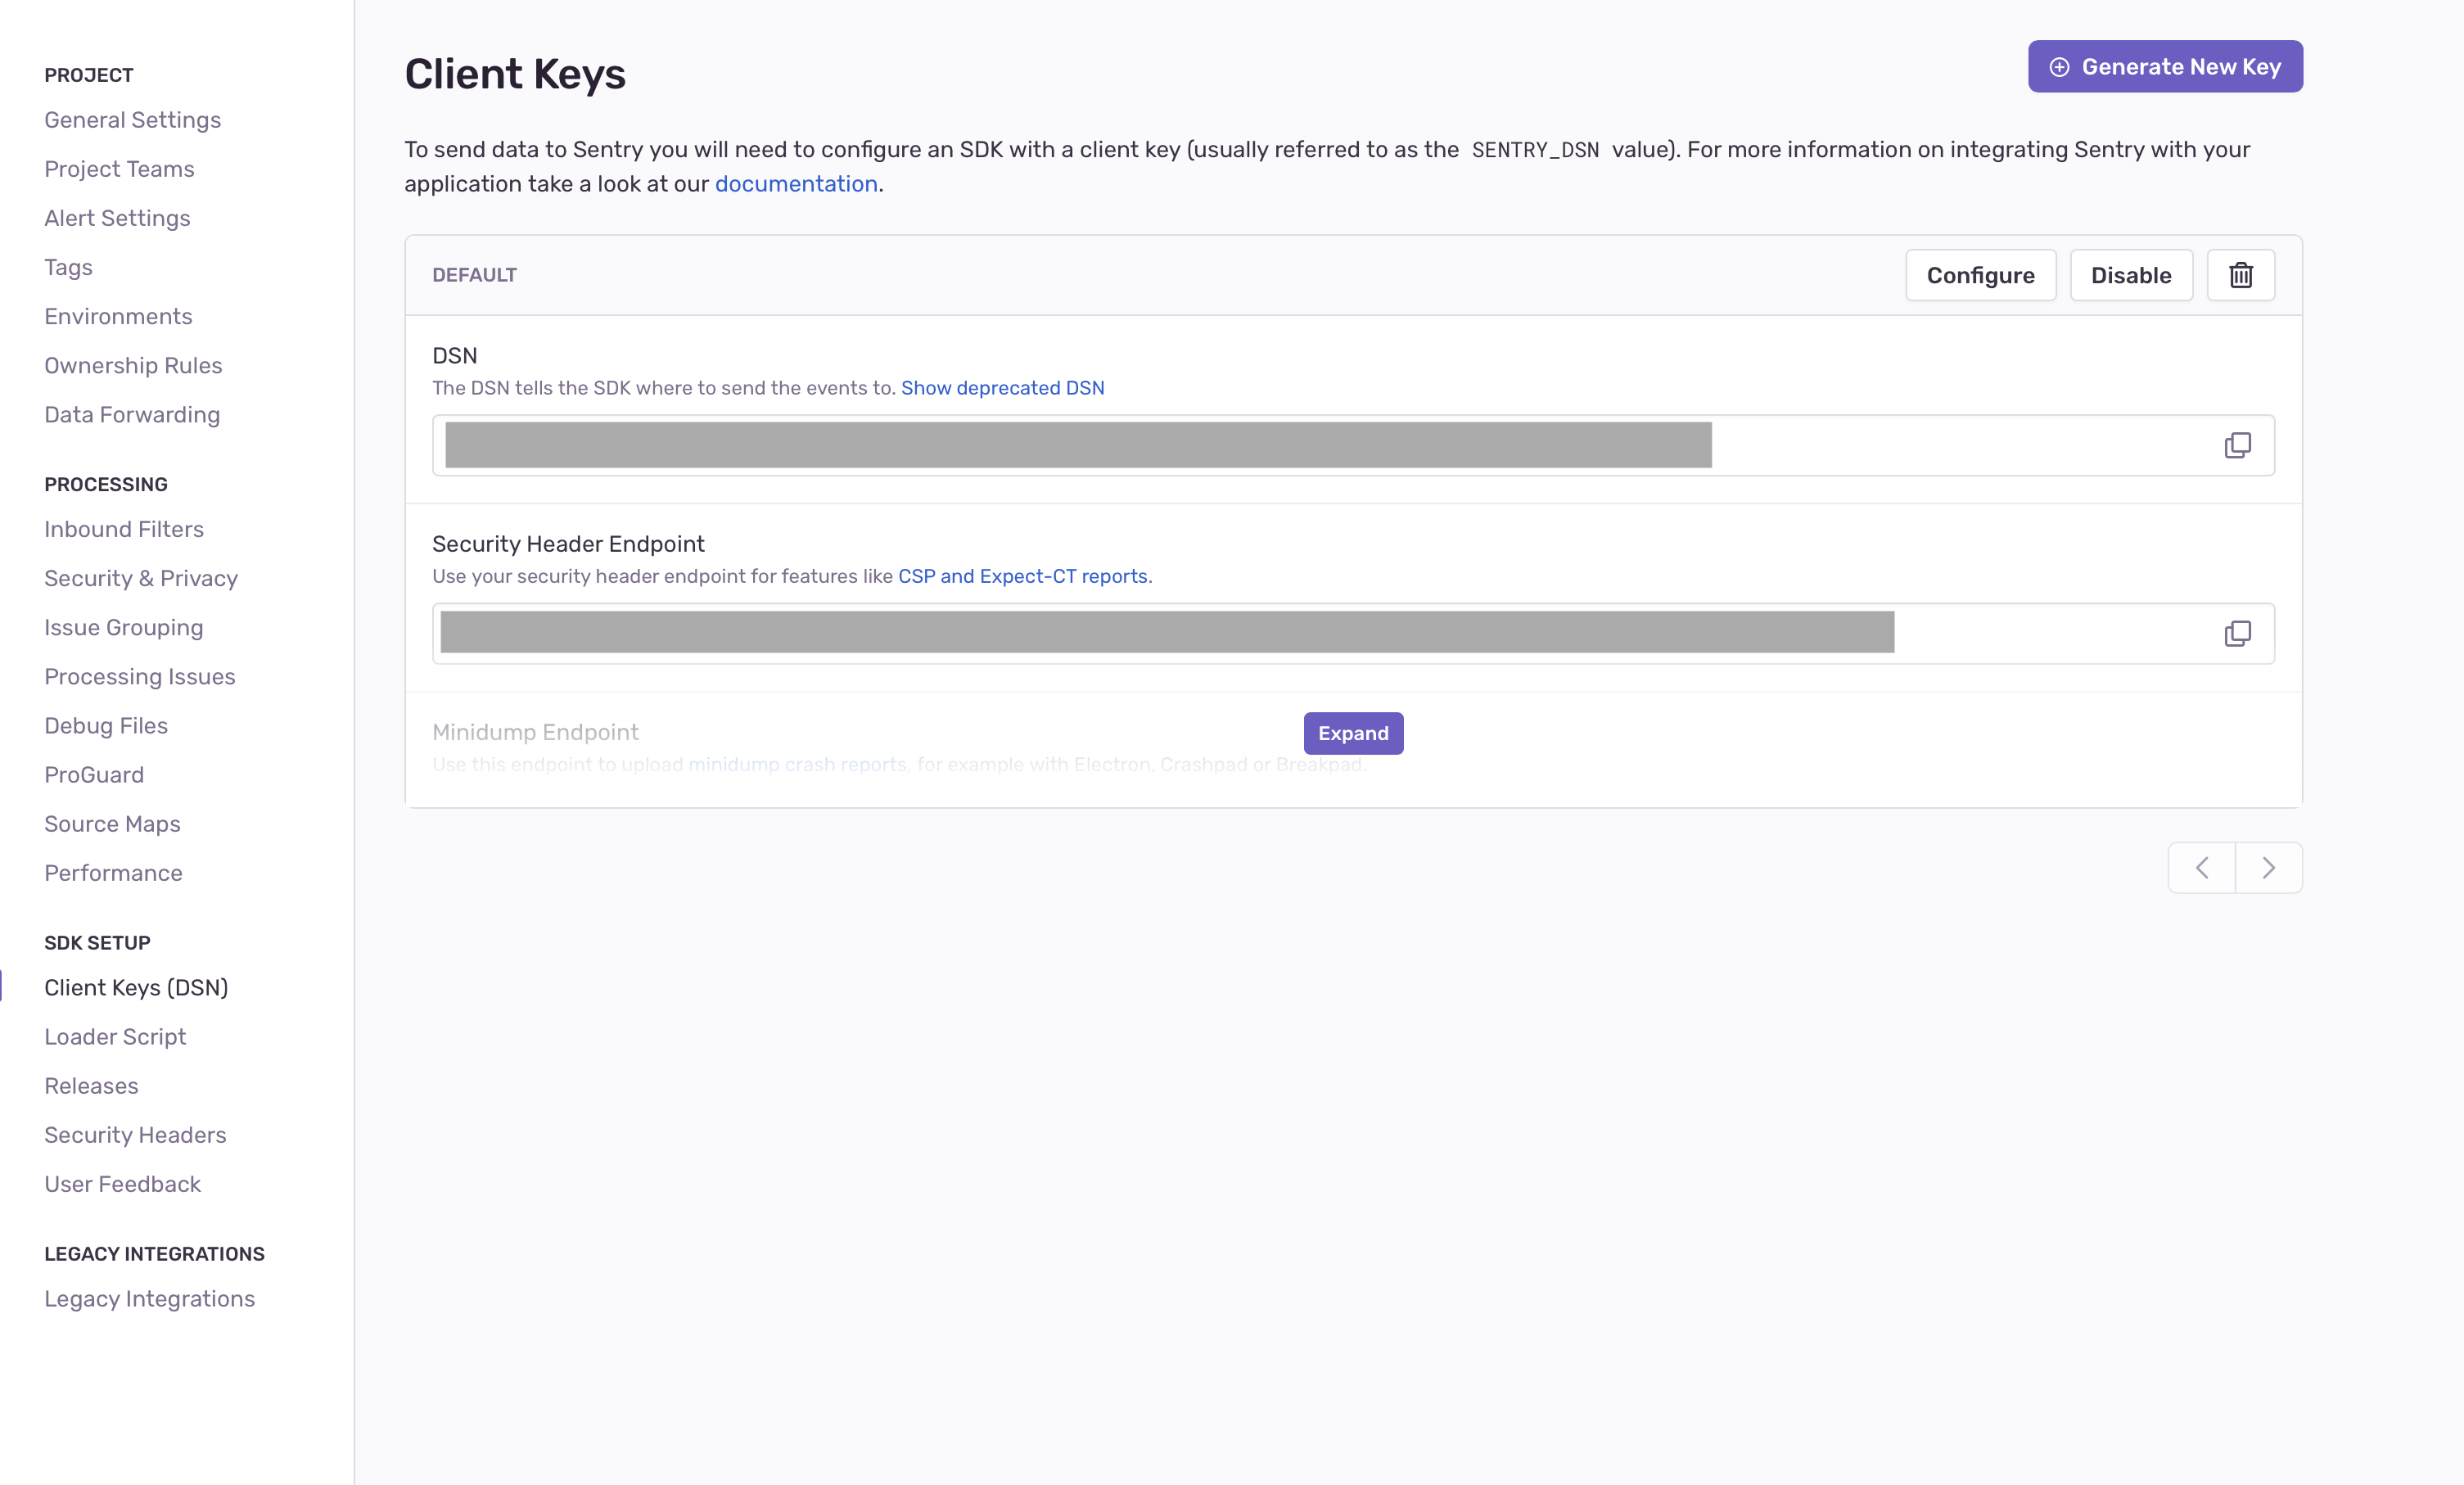 PROJECT
General Settings
Project Teams
Alert Settings
Tags
Environments
Ownership Rules
Data Forwarding
PROCESSING
Inbound Filters
Security & Privacy
Issue Grouping
Processing Issues
Debug Files
ProGuard
Source Maps
Performance
SDK SETUP
Client Keys (DSN)
Loader Script
Releases
Security Headers
User Feedback
LEGACY INTEGRATIONS
Legacy Integrations
Client Keys
Generate New Key
To send data to Sentry you will need to configure an SDK with a client key (usually referred to as the SENTRY_DSN value). For more information on integrating Sentry with your
application take a look at our documentation.
DEFAULT
Configure
Disable
DSN
The DSN tells the SDK where to send the events to. Show deprecated DSN
Security Header Endpoint
Use your security header endpoint for features like CSP and Expect-CT reports.
Minidump Endpoint
Expand
Use this endpoint to upload minidump crash reports, for example with Electron, Crashpad or Breakpad.